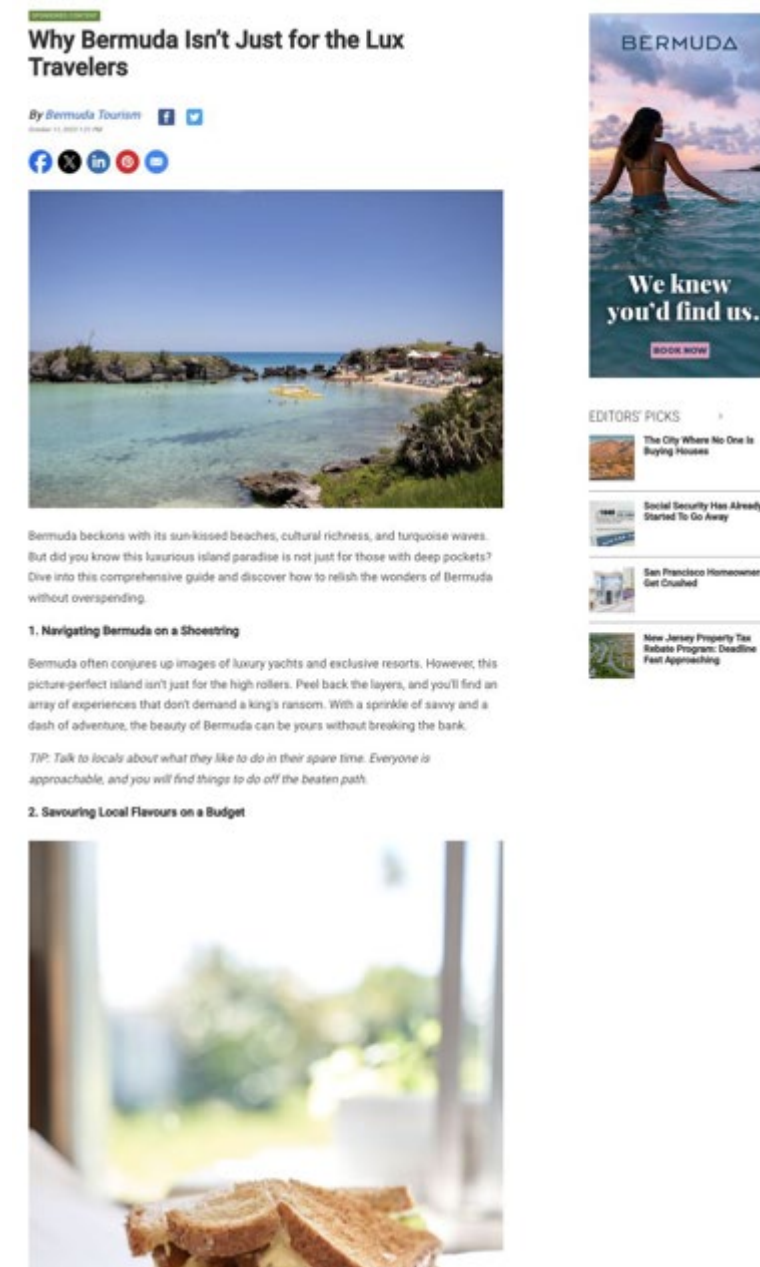 SPONSORED CONTENT
Why Bermuda Isn't Just for the Lux
Travelers
By Bermuda Tourism
BERMUDA
We knew
you'd find us.
BOOK NOW
Bermuda beckons with its sun-kissed beaches, cultural richness, and turquoise waves.
But did you know this luxurious island paradise is not just for those with deep pockets?
Dive into this comprehensive guide and discover how to relish the wonders of Bermuda
without overspending.
1. Navigating Bermuda on a Shoestring
Bermuda often conjures up images of luxury yachts and exclusive resorts. However, this
picture-perfect island isn't just for the high rollers. Peel back the layers, and you'll find an
array of experiences that don't demand a king's ransom. With a sprinkle of savvy and a
dash of adventure, the beauty of Bermuda can be yours without breaking the bank.
TIP: Talk to locals about what they like to do in their spare time. Everyone is
approachable, and you will find things to do off the beaten path.
2. Savouring Local Flavours on a Budget
EDITORS' PICKS
The City Where No One Is
Buying Houses
Social Security Has Already
Started To Go Away
San Francisco Homeowner
Get Crushed
New Jersey Property Tax
Rebate Program: Deadline
Fast Approaching